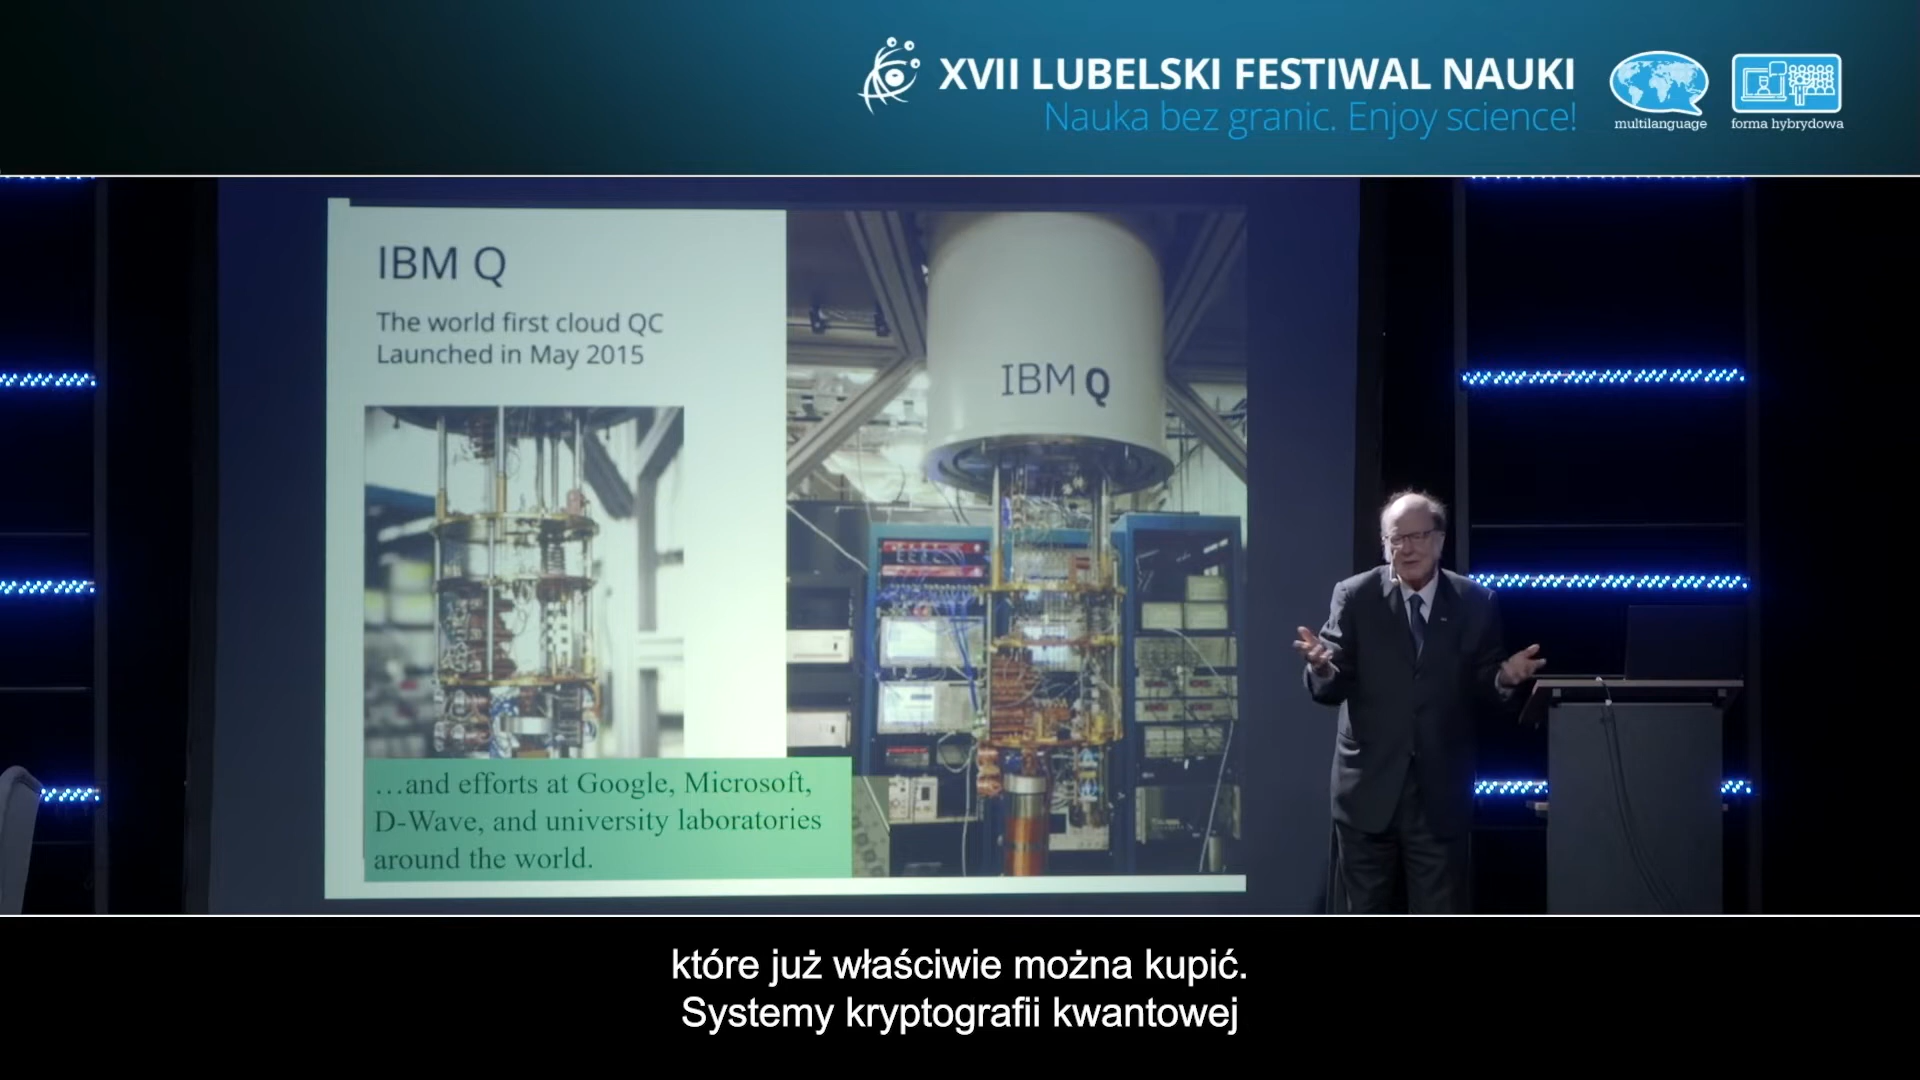 XVII LUBELSKI FESTIWAL NAUKI
Nauka bez granic. Enjoy science!
multilanguage
forma hybrydowa
IBM Q
The world first cloud QC
Launched in May 2015
IBM Q
…and efforts at Google, Microsoft,
D-Wave, and university laboratories
around the world.
które już właściwie można kupić.
Systemy kryptografii kwantowej